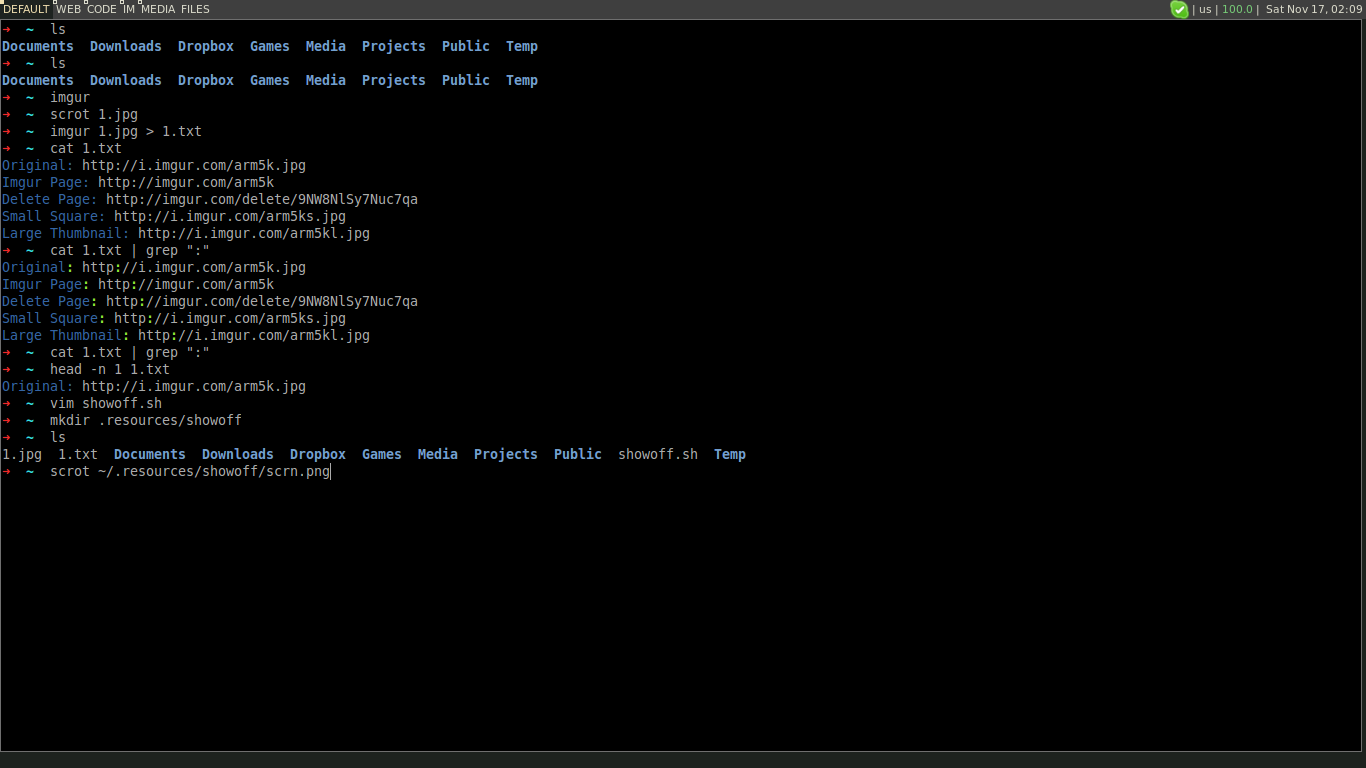 DEFAULT WEB CODE IM MEDIA FILES | us | 100.0 | Sat Nov 17, 02:09
➜ ~ ls
Documents Downloads Dropbox Games Media Projects Public Temp
➜ ~ ls
Documents Downloads Dropbox Games Media Projects Public Temp
➜ ~ imgur
➜ ~ scrot 1.jpg
➜ ~ imgur 1.jpg > 1.txt
➜ ~ cat 1.txt
Original: http://i.imgur.com/arm5k.jpg
Imgur Page: http://imgur.com/arm5k
Delete Page: http://imgur.com/delete/9NW8NlSy7Nuc7qa
Small Square: http://i.imgur.com/arm5ks.jpg
Large Thumbnail: http://i.imgur.com/arm5kl.jpg
➜ ~ cat 1.txt | grep ":"
Original: http://i.imgur.com/arm5k.jpg
Imgur Page: http://imgur.com/arm5k
Delete Page: http://imgur.com/delete/9NW8NlSy7Nuc7qa
Small Square: http://i.imgur.com/arm5ks.jpg
Large Thumbnail: http://i.imgur.com/arm5kl.jpg
➜ ~ cat 1.txt | grep ":"
➜ ~ head -n 1 1.txt
Original: http://i.imgur.com/arm5k.jpg
➜ ~ vim showoff.sh
➜ ~ mkdir .resources/showoff
➜ ~ ls
1.jpg 1.txt Documents Downloads Dropbox Games Media Projects Public showoff.sh Temp
➜ ~ scrot ~/.resources/showoff/scrn.png